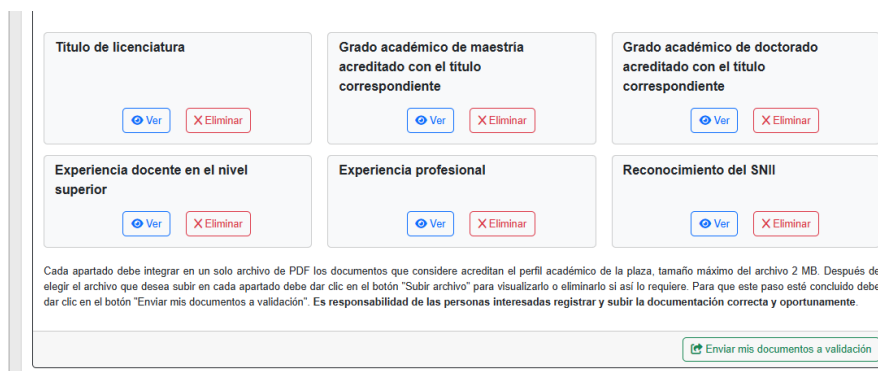 Título de licenciatura
Grado académico de maestría
acreditado con el título
correspondiente
Grado académico de doctorado
acreditado con el título
correspondiente
Ver
Eliminar
Ver
Eliminar
Ver
Eliminar
Experiencia docente en el nivel
superior
Experiencia profesional
Reconocimiento del SNII
Ver
Eliminar
Ver
Eliminar
Ver
Eliminar
Cada apartado debe integrar en un solo archivo de PDF los documentos que considere acreditan el perfil académico de la plaza, tamaño máximo del archivo 2 MB. Después de
elegir el archivo que desea subir en cada apartado debe dar clic en el botón "Subir archivo" para visualizarlo o eliminarlo si así lo requiere. Para que este paso esté concluido debe
dar clic en el botón "Enviar mis documentos a validación". Es responsabilidad de las personas interesadas registrar y subir la documentación correcta y oportunamente.
Enviar mis documentos a validación